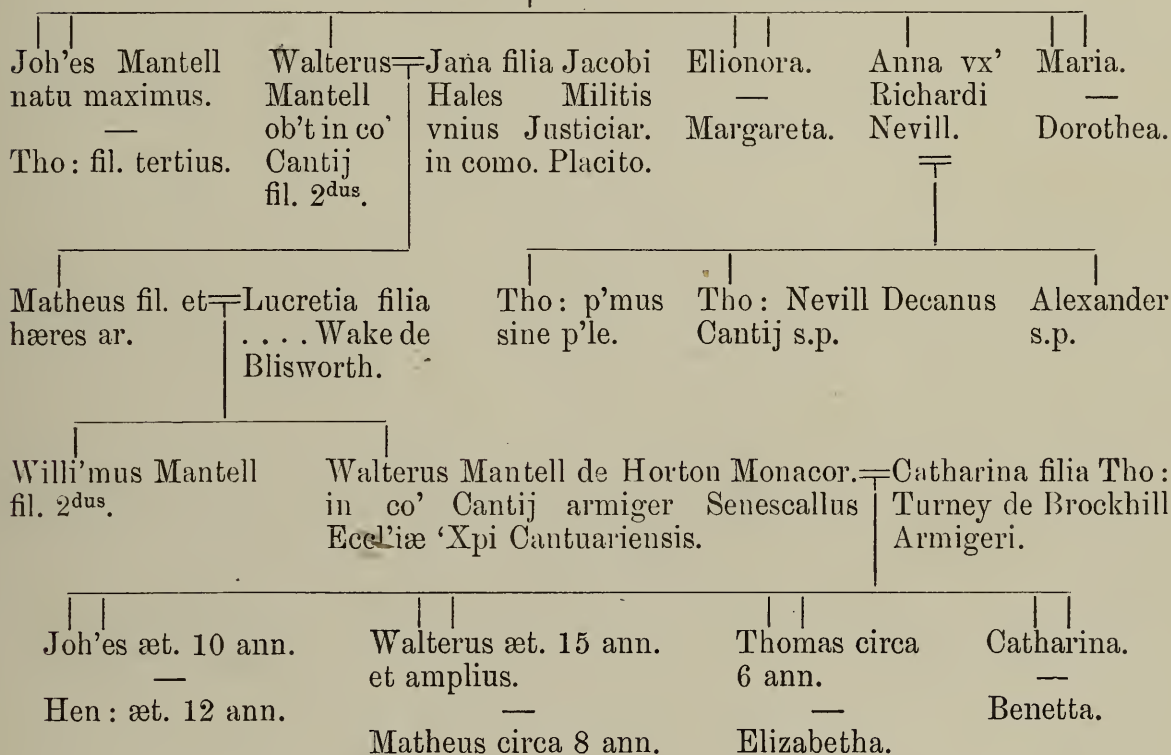 Joh'es Mantell
natu maximus.
—
Tho: fil. tertius.
Walterus
Mantell
ob't in co'
Cantij
fil. 2dus.
Jana filia Jacobi
Hales Militis
vnius Justiciar.
in como. Placito.
Elionora.
—
Margareta.
Anna vx'
Richardi
Nevill.
Maria.
—
Dorothea.
Matheus fil. et
hæres ar.
Lucretia filia
. . . . Wake de
Blisworth.
Tho: p'mus
sine p'le.
Tho: Nevill Decanus
Cantij s.p.
Alexander
s.p.
Willi'mus Mantell
fil. 2dus.
Walterus Mantell de Horton Monacor.
in co' Cantij armiger Senescallus
Eccl'iæ 'Xpi Cantuariensis.
Catharina filia Tho:
Turney de Brockhill
Armigeri.
Joh'es æt. 10 ann.
—
Hen: æt. 12 ann.
Walterus æt. 15 ann.
et amplius.
—
Matheus circa 8 ann.
Thomas circa
6 ann.
—
Elizabetha.
Catharina.
—
Benetta.